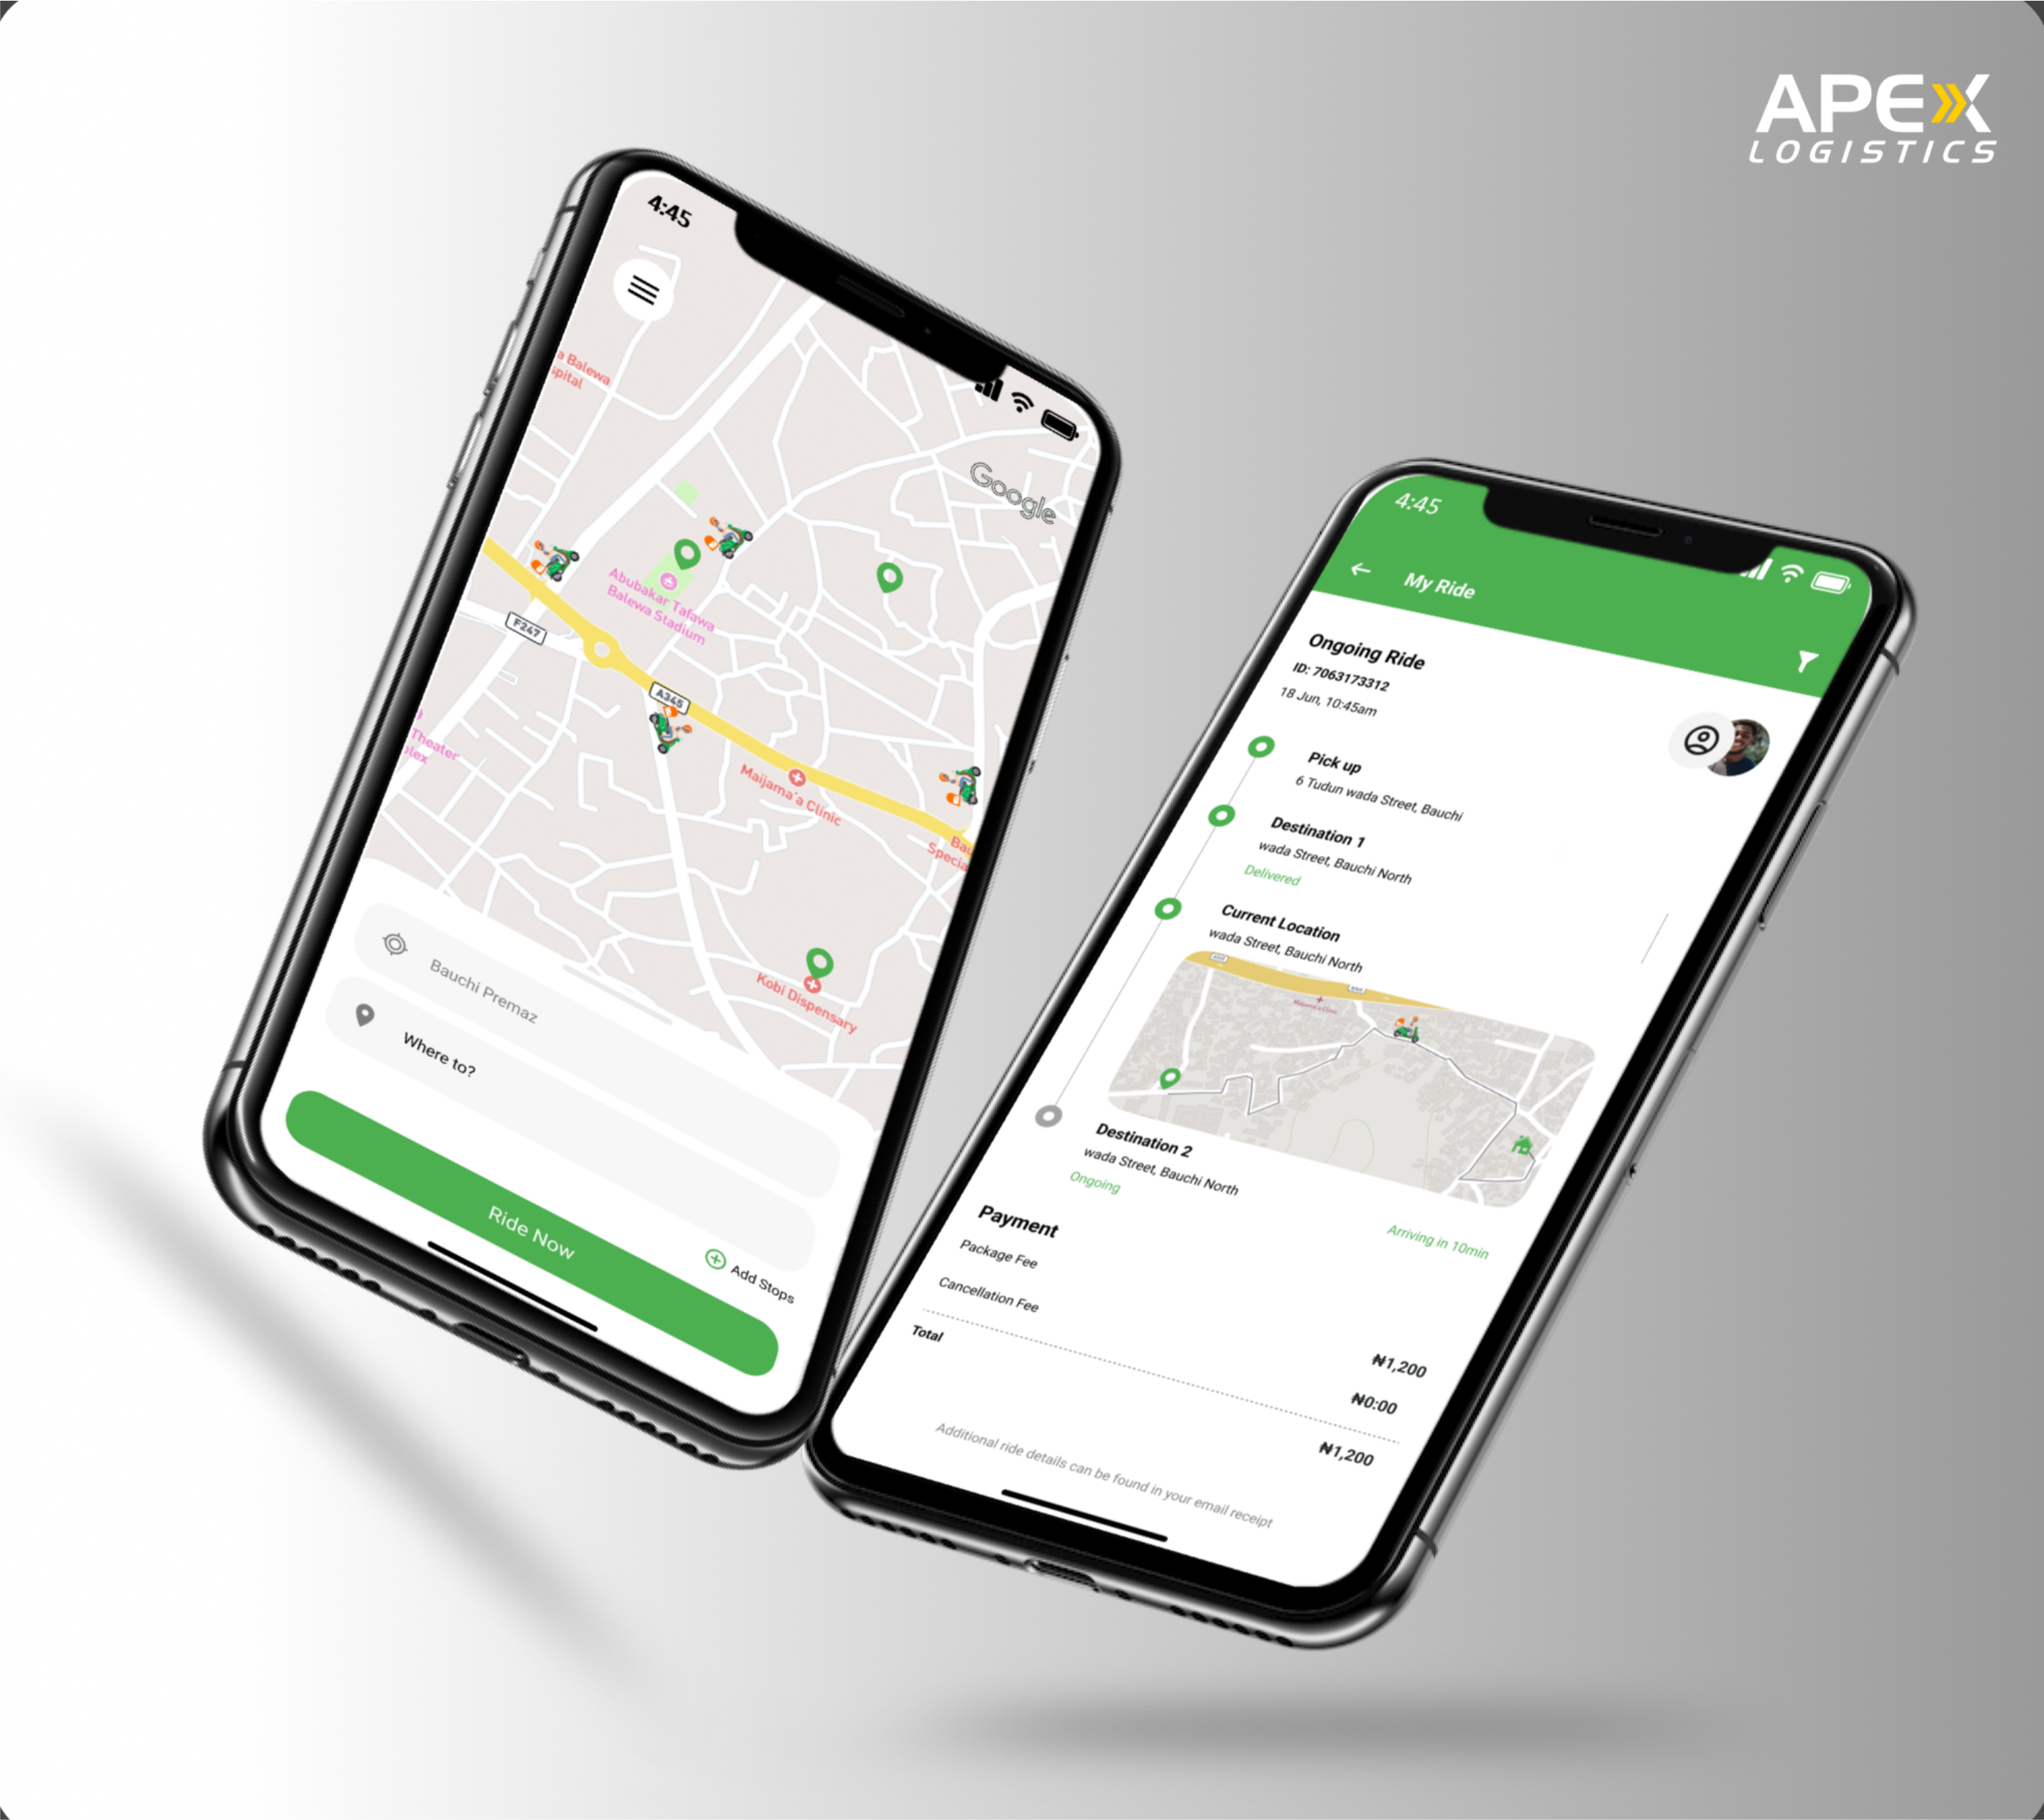 APEX
LOGISTICS
4:45
a Balewa
spital
Google
Abubakar Tafawa
Balewa Stadium
F247
A345
Theater
plex
Maijama'a Clinic
Bau
Specia
Kobi Dispensary
Bauchi Premaz
Where to?
Add Stops
Ride Now
4:45
My Ride
Ongoing Ride
ID: 7063173312
18 Jun, 10:45am
Pick up
6 Tudun wada Street, Bauchi
Destination 1
wada Street, Bauchi North
Delivered
Current Location
wada Street, Bauchi North
Maijama'a Clinic
Destination 2
wada Street, Bauchi North
Ongoing
Arriving in 10min
Payment
Package Fee
₦1,200
Cancellation Fee
₦0:00
Total
₦1,200
Additional ride details can be found in your email receipt